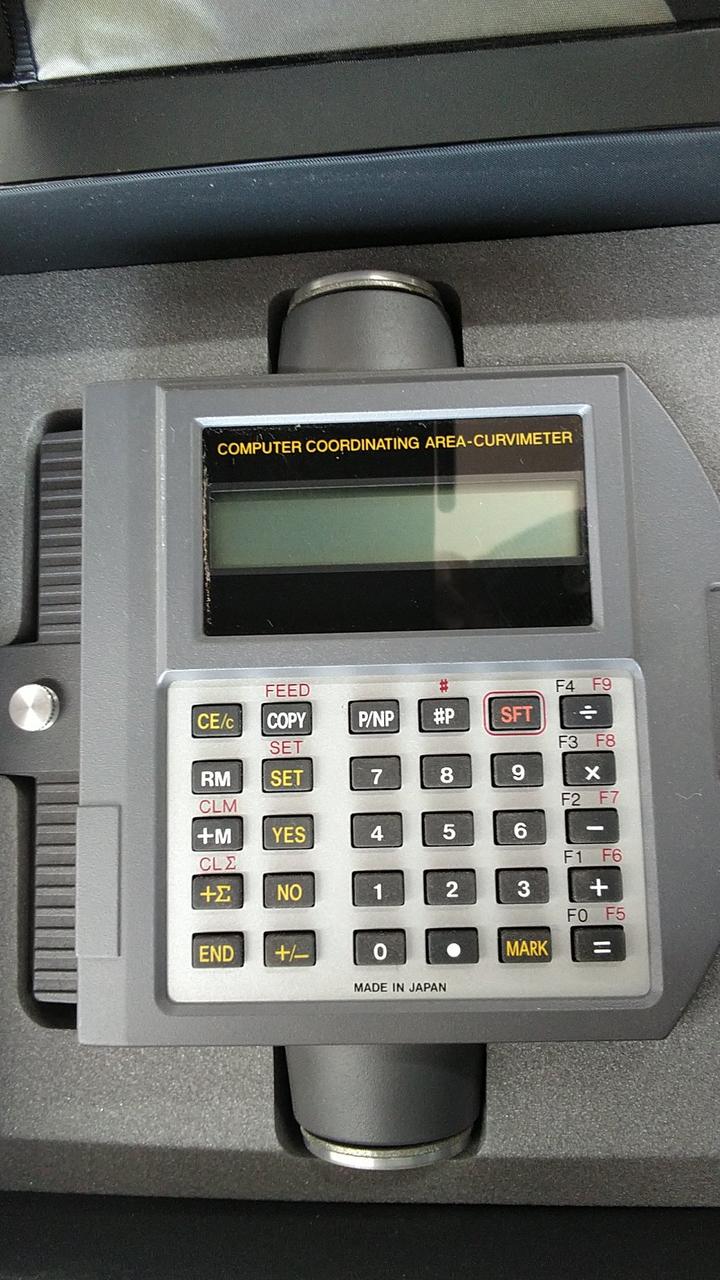 COMPUTER COORDINATING AREA-CURVIMETER
FEED # F4 F9
CE/c COPY P/NP #P SFT ÷
SET F3 F8
RM SET 7 8 9 ×
CLM F2 F7
+M YES 4 5 6 −
CLΣ F1 F6
+Σ NO 1 2 3 +
F0 F5
END +/− 0 • MARK =
MADE IN JAPAN